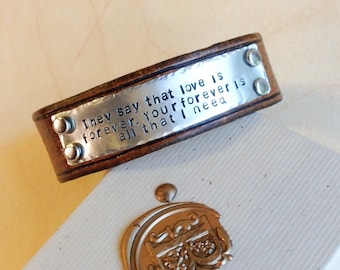 They say that love is
forever. Your forever is
all that I need